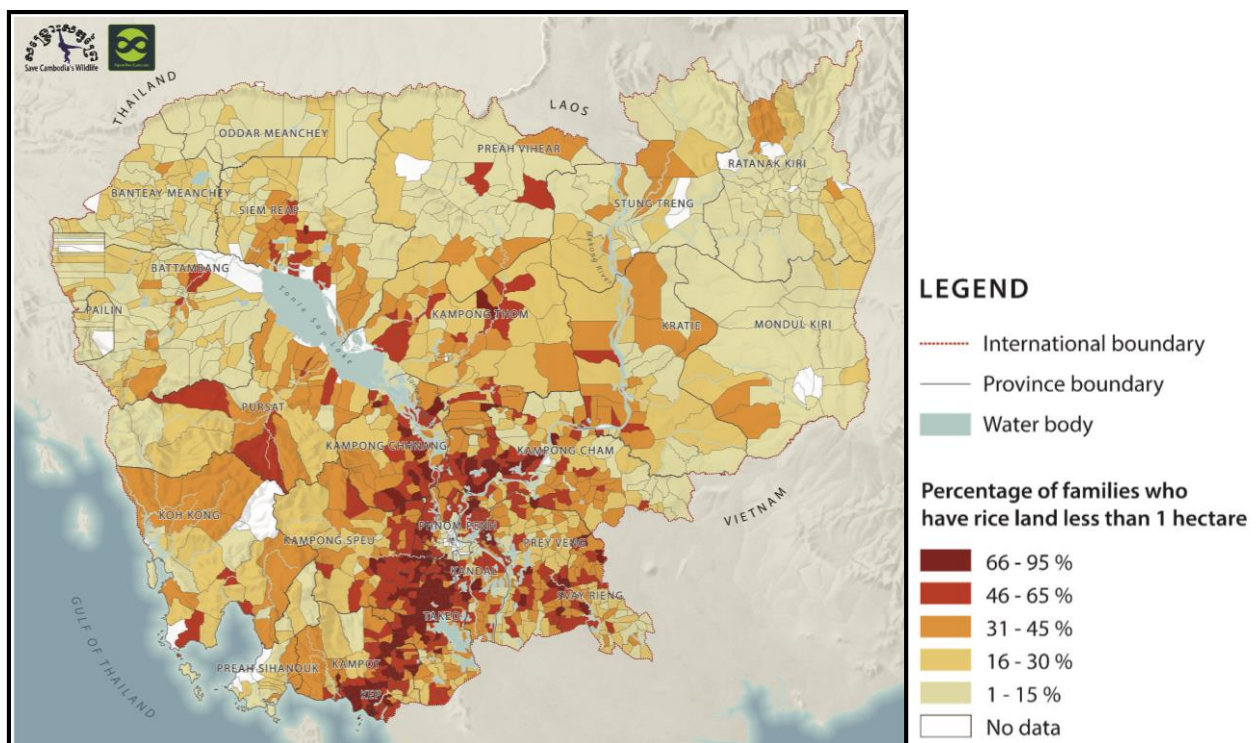 Save Cambodia's Wildlife
THAILAND
LAOS
ODDAR MEANCHEY
PREAH VIHEAR
RATANAK KIRI
BANTEAY MEANCHEY
SIEM REAP
STUNG TRENG
Mekong River
BATTAMBANG
PAILIN
Tonle Sap Lake
KAMPONG THOM
KRATIE
MONDUL KIRI
PURSAT
KAMPONG CHHNANG
KAMPONG CHAM
VIETNAM
KOH KONG
KAMPONG SPEU
PHNOM PENH
PREY VENG
KANDAL
SVAY RIENG
TAKEO
GULF OF THAILAND
PREAH SIHANOUK
KAMPOT
KEP
LEGEND
International boundary
Province boundary
Water body
Percentage of families who
have rice land less than 1 hectare
66 - 95 %
46 - 65 %
31 - 45 %
16 - 30 %
1 - 15 %
No data